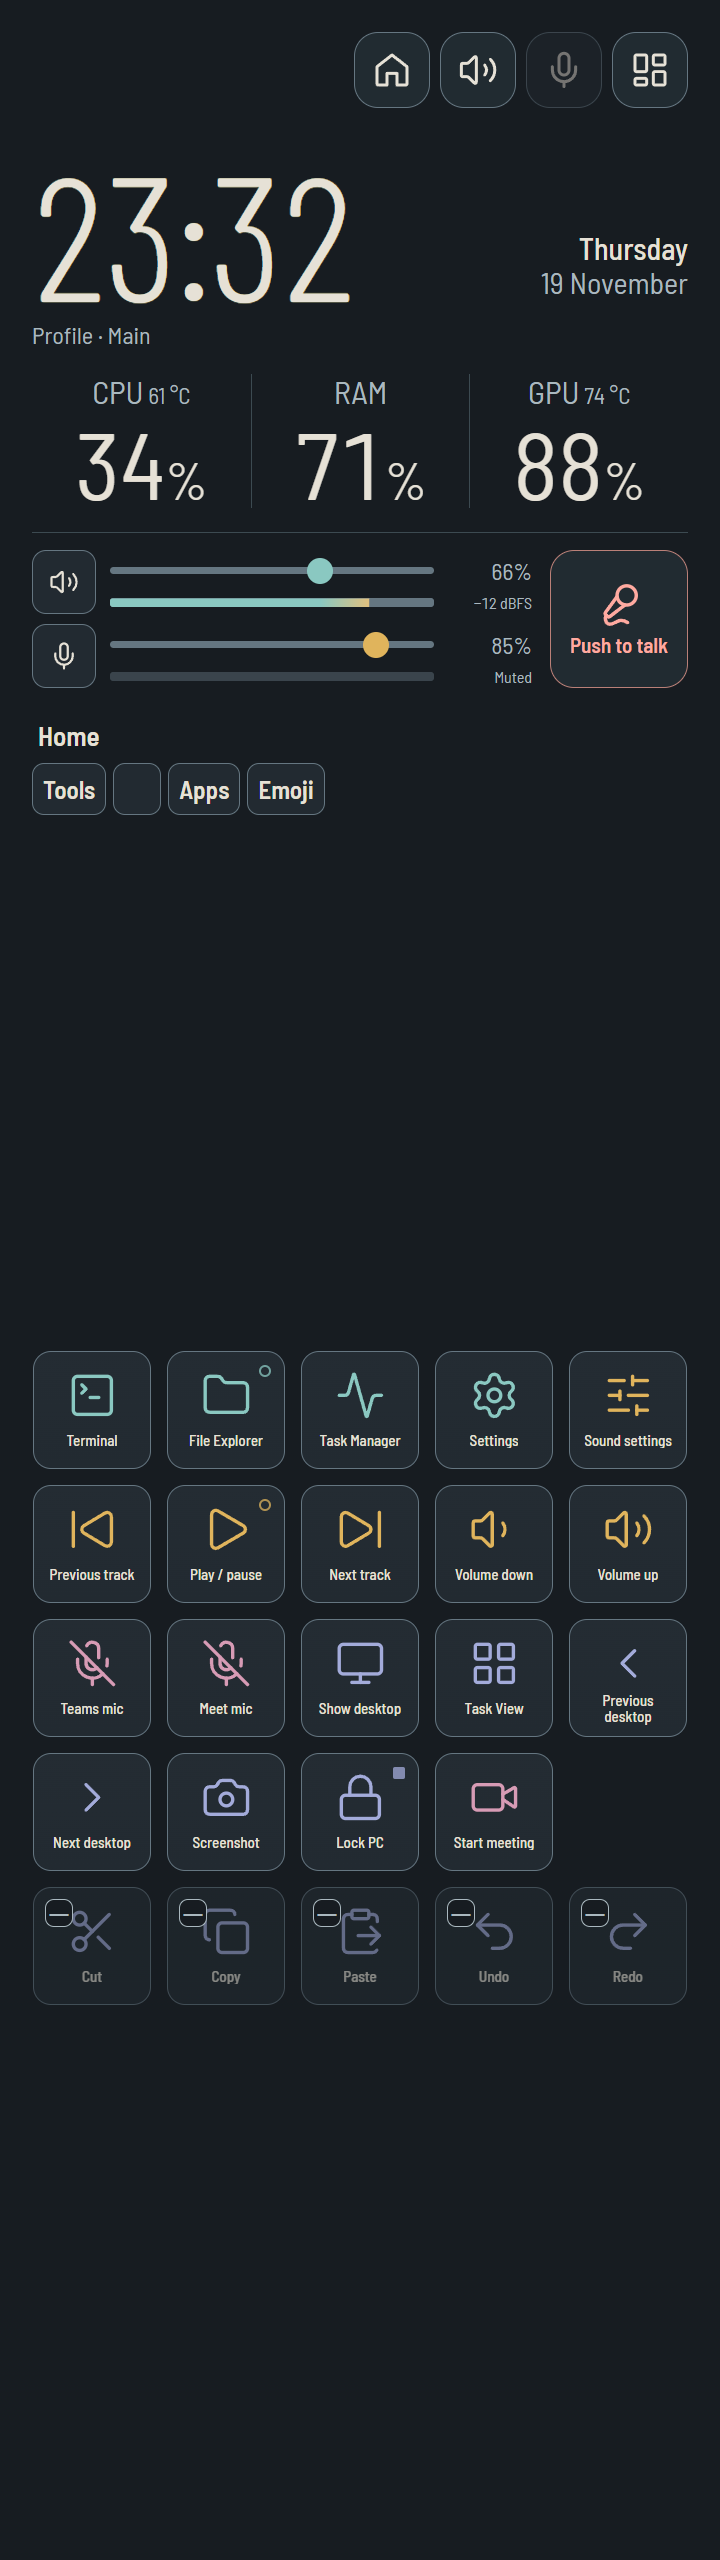 23:32
Thursday
19 November
Profile · Main
CPU 61 °C
RAM
GPU 74 °C
34%
71%
88%
66%
−12 dBFS
85%
Muted
Push to talk
Home
Tools
Apps
Emoji
Terminal
File Explorer
Task Manager
Settings
Sound settings
Previous track
Play / pause
Next track
Volume down
Volume up
Teams mic
Meet mic
Show desktop
Task View
Previous
desktop
Next desktop
Screenshot
Lock PC
Start meeting
Cut
Copy
Paste
Undo
Redo